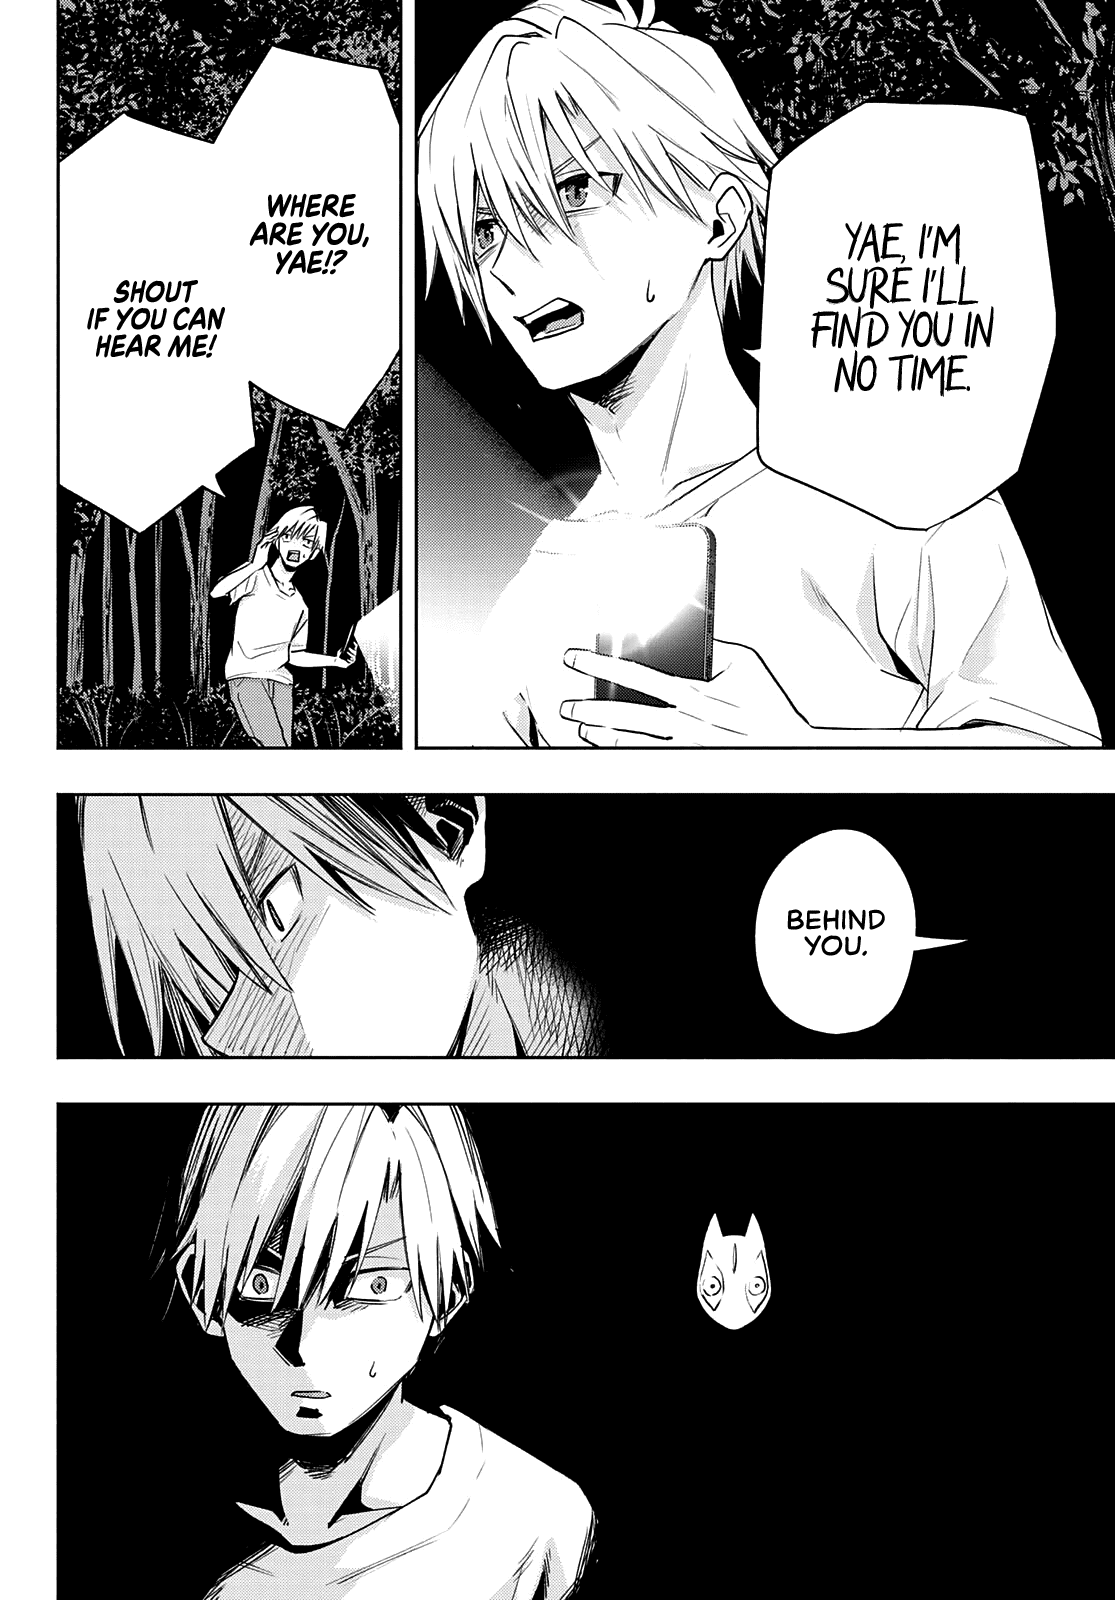 YAE, I'M
SURE I'LL
FIND YOU IN
NO TIME.
WHERE
ARE YOU,
YAE!?
SHOUT
IF YOU CAN
HEAR ME!
BEHIND
YOU.